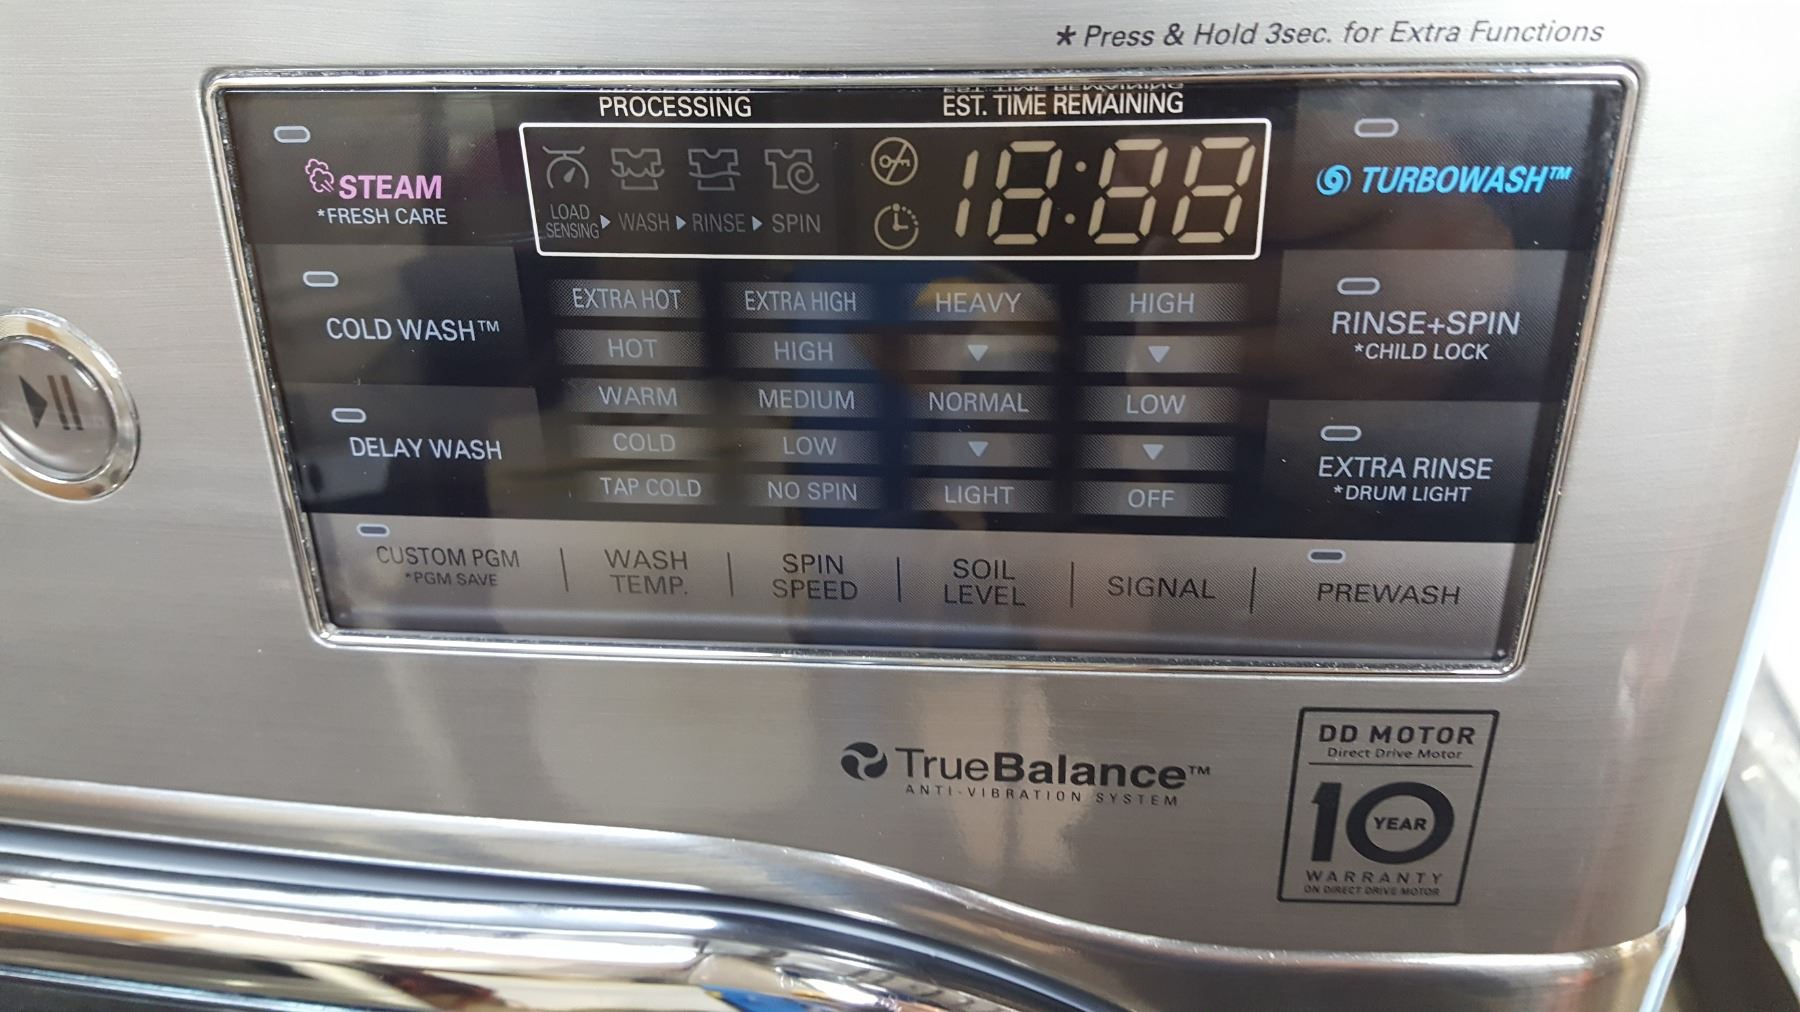 * Press & Hold 3sec. for Extra Functions
PROCESSING
EST. TIME REMAINING
STEAM
*FRESH CARE
LOAD
SENSING ▶ WASH ▶ RINSE ▶ SPIN
18:88
TURBOWASH™
COLD WASH™
DELAY WASH
EXTRA HOT
HOT
WARM
COLD
TAP COLD
EXTRA HIGH
HIGH
MEDIUM
LOW
NO SPIN
HEAVY
▼
NORMAL
▼
LIGHT
HIGH
▼
LOW
▼
OFF
RINSE+SPIN
*CHILD LOCK
EXTRA RINSE
*DRUM LIGHT
CUSTOM PGM
*PGM SAVE
WASH
TEMP.
SPIN
SPEED
SOIL
LEVEL
SIGNAL
PREWASH
TrueBalance™
ANTI-VIBRATION SYSTEM
DD MOTOR
Direct Drive Motor
10 YEAR
WARRANTY
ON DIRECT DRIVE MOTOR